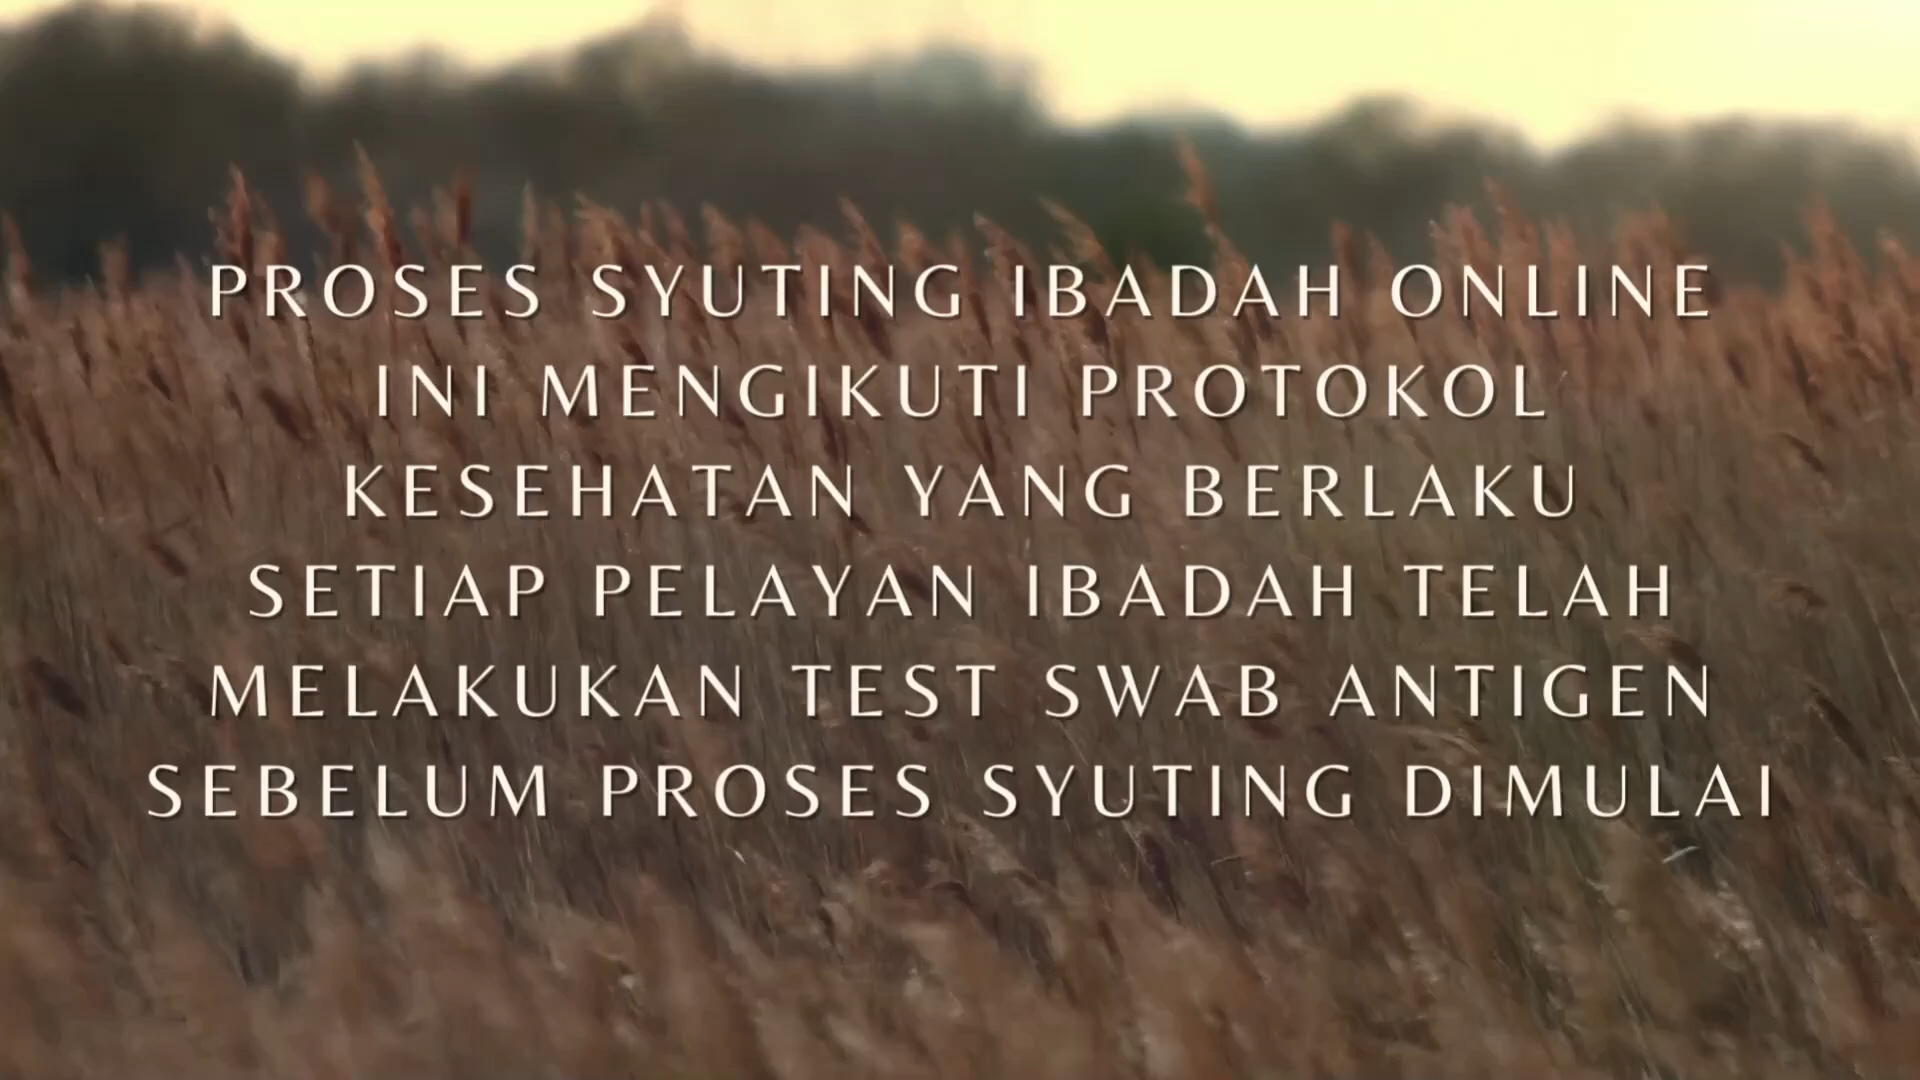 PROSES SYUTING IBADAH ONLINE
INI MENGIKUTI PROTOKOL
KESEHATAN YANG BERLAKU
SETIAP PELAYAN IBADAH TELAH
MELAKUKAN TEST SWAB ANTIGEN
SEBELUM PROSES SYUTING DIMULAI